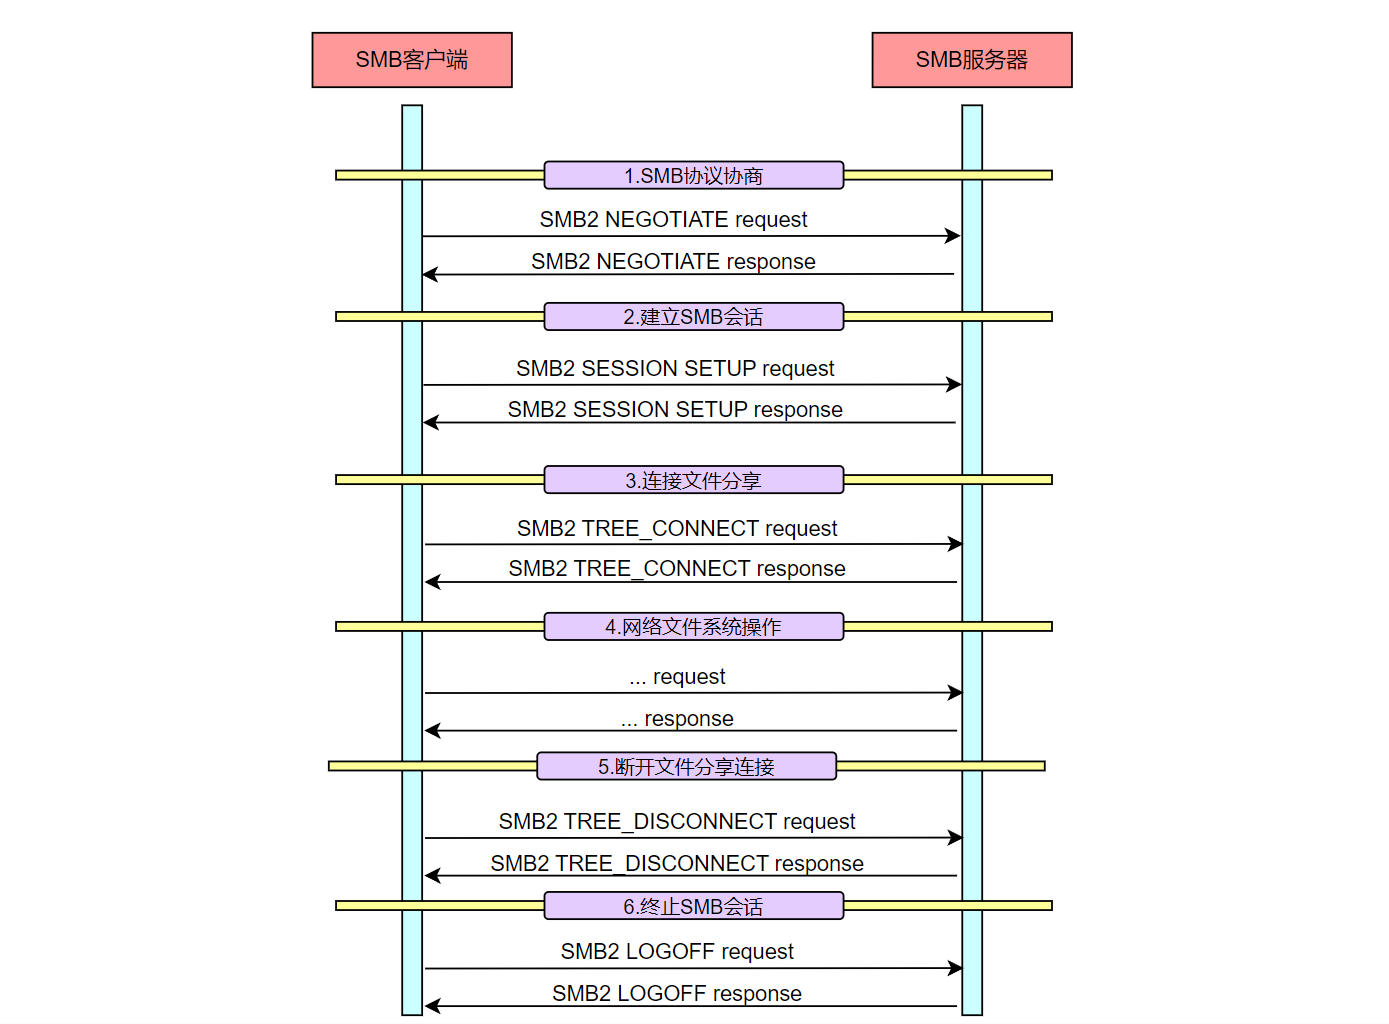 SMB客户端
SMB服务器
1.SMB协议协商
SMB2 NEGOTIATE request
SMB2 NEGOTIATE response
2.建立SMB会话
SMB2 SESSION SETUP request
SMB2 SESSION SETUP response
3.连接文件分享
SMB2 TREE_CONNECT request
SMB2 TREE_CONNECT response
4.网络文件系统操作
... request
... response
5.断开文件分享连接
SMB2 TREE_DISCONNECT request
SMB2 TREE_DISCONNECT response
6.终止SMB会话
SMB2 LOGOFF request
SMB2 LOGOFF response